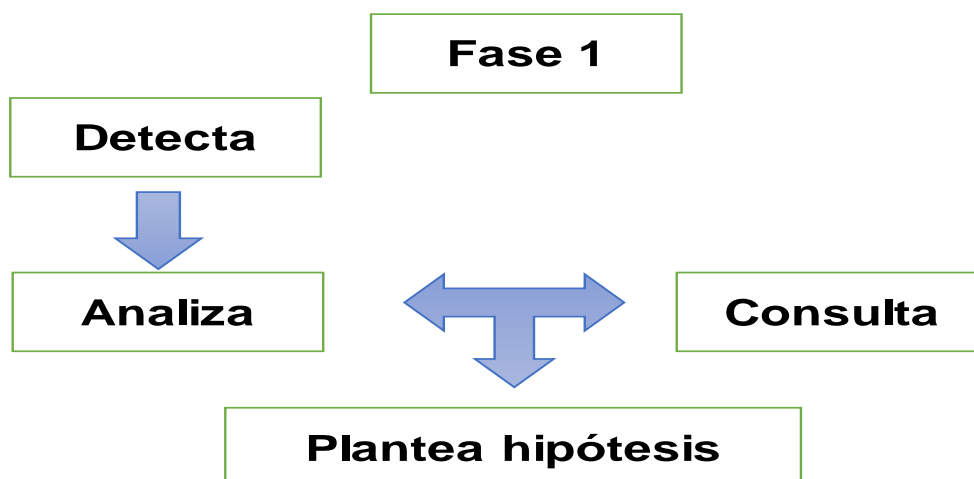 Fase 1
Detecta
Analiza
Consulta
Plantea hipótesis